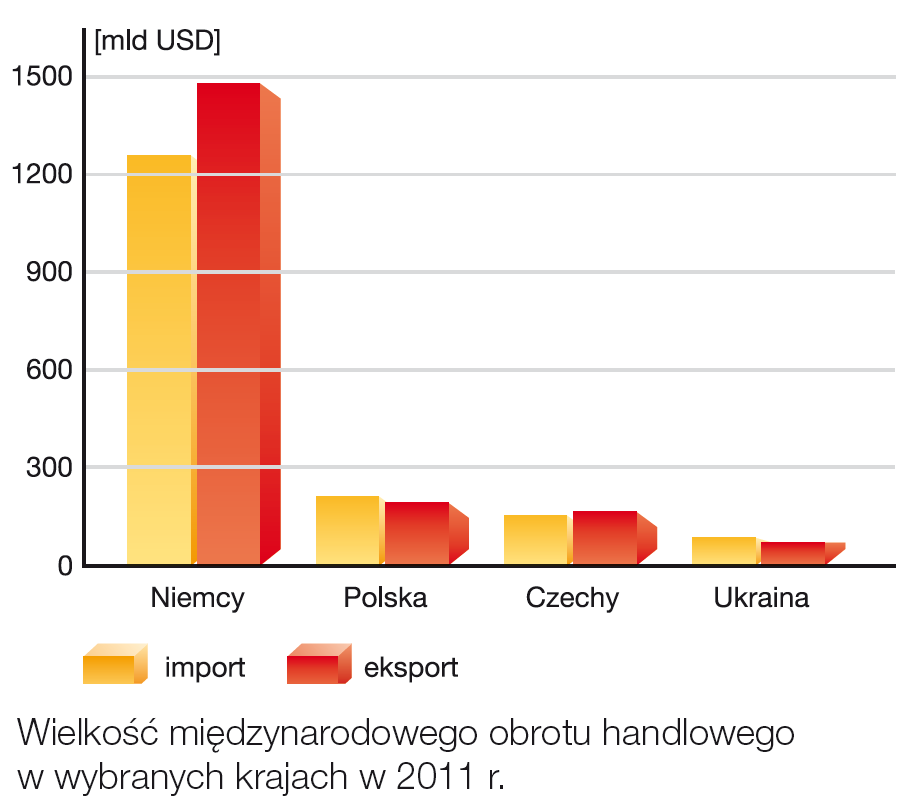 [mld USD]
1500
1200
900
600
300
0
Niemcy Polska Czechy Ukraina
import eksport
Wielkość międzynarodowego obrotu handlowego
w wybranych krajach w 2011 r.